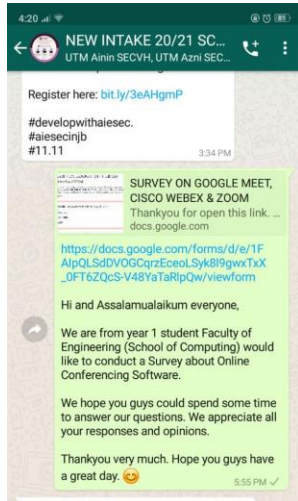 4:20
NEW INTAKE 20/21 SC...
UTM Ainin SECVH, UTM Azni SEC...
Register here: bit.ly/3eAHgmP
#developwithaiesec.
#aiesecinjb
#11.11
3:34 PM
SURVEY ON GOOGLE MEET,
CISCO WEBEX & ZOOM
Thankyou for open this link. ...
docs.google.com
https://docs.google.com/forms/d/e/1F
AIpQLSdDVOGCqrzEceoLSyk8l9gwxTxX
_0FT6ZQcS-V48YaTaRlpQw/viewform
Hi and Assalamualaikum everyone,
We are from year 1 student Faculty of
Engineering (School of Computing) would
like to conduct a Survey about Online
Conferencing Software.
We hope you guys could spend some time
to answer our questions. We appreciate all
your responses and opinions.
Thankyou very much. Hope you guys have
a great day. 😊
5:55 PM